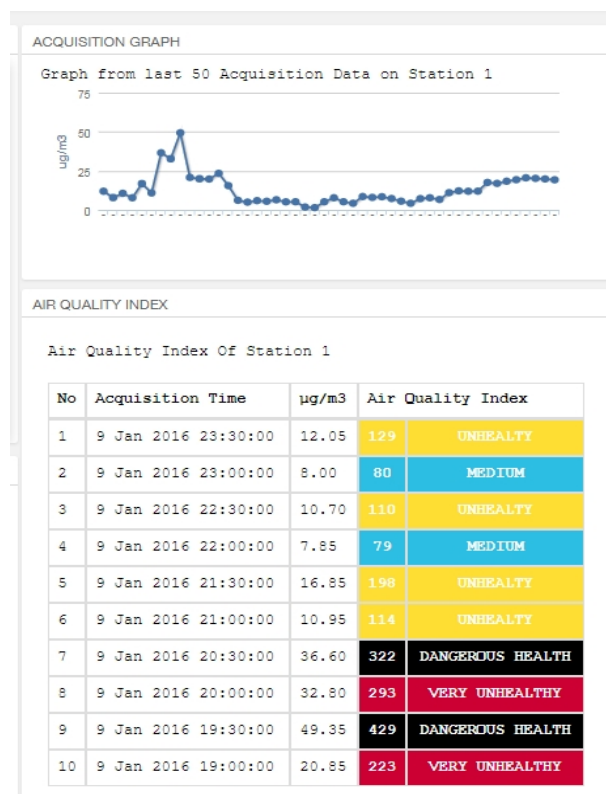 ACQUISITION GRAPH
Graph from last 50 Acquisition Data on Station 1
75
50
25
0
ug/m3
AIR QUALITY INDEX
Air Quality Index Of Station 1
No Acquisition Time µg/m3 Air Quality Index
1 9 Jan 2016 23:30:00 12.05 129 UNHEALTY
2 9 Jan 2016 23:00:00 8.00 80 MEDIUM
3 9 Jan 2016 22:30:00 10.70 110 UNHEALTY
4 9 Jan 2016 22:00:00 7.85 79 MEDIUM
5 9 Jan 2016 21:30:00 16.85 198 UNHEALTY
6 9 Jan 2016 21:00:00 10.95 114 UNHEALTY
7 9 Jan 2016 20:30:00 36.60 322 DANGEROUS HEALTH
8 9 Jan 2016 20:00:00 32.80 293 VERY UNHEALTHY
9 9 Jan 2016 19:30:00 49.35 429 DANGEROUS HEALTH
10 9 Jan 2016 19:00:00 20.85 223 VERY UNHEALTHY